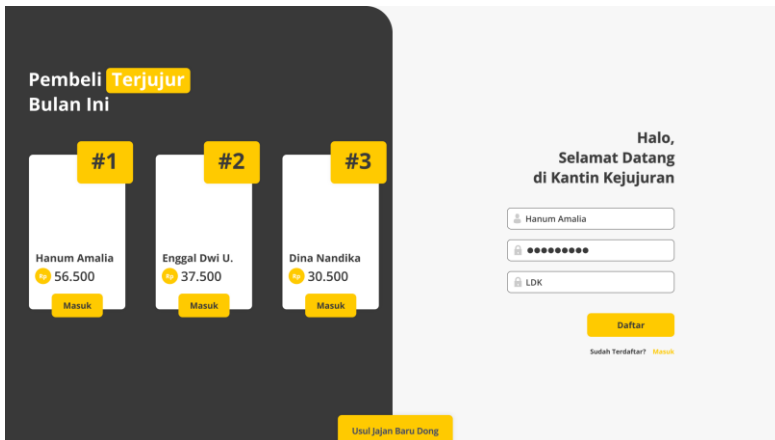 Pembeli Terjujur
Bulan Ini
#1
Hanum Amalia
Rp 56.500
Masuk
#2
Enggal Dwi U.
Rp 37.500
Masuk
#3
Dina Nandika
Rp 30.500
Masuk
Halo,
Selamat Datang
di Kantin Kejujuran
Hanum Amalia
LDK
Daftar
Sudah Terdaftar? Masuk
Usul Jajan Baru Dong